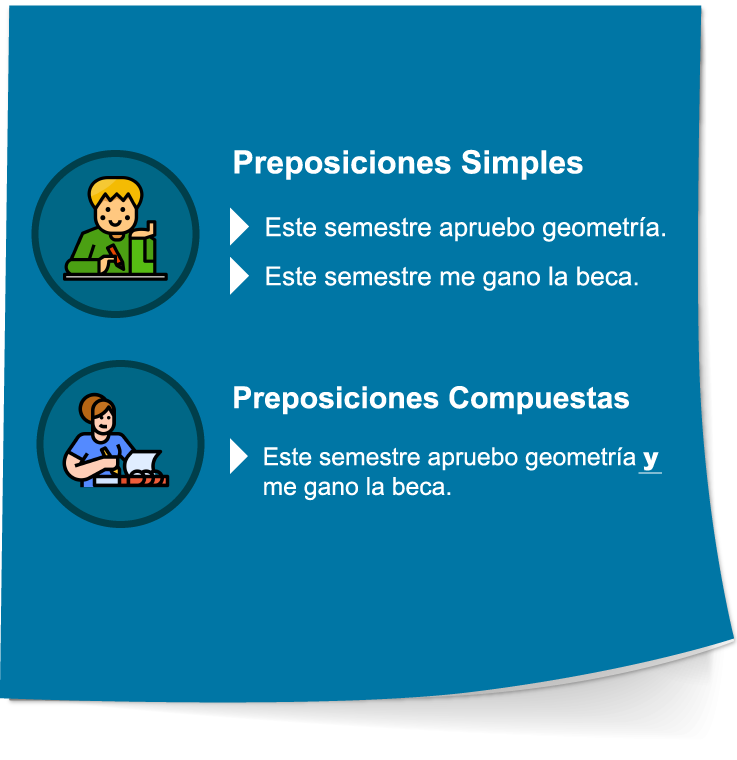 Preposiciones Simples
Este semestre apruebo geometría.
Este semestre me gano la beca.
Preposiciones Compuestas
Este semestre apruebo geometría y
me gano la beca.